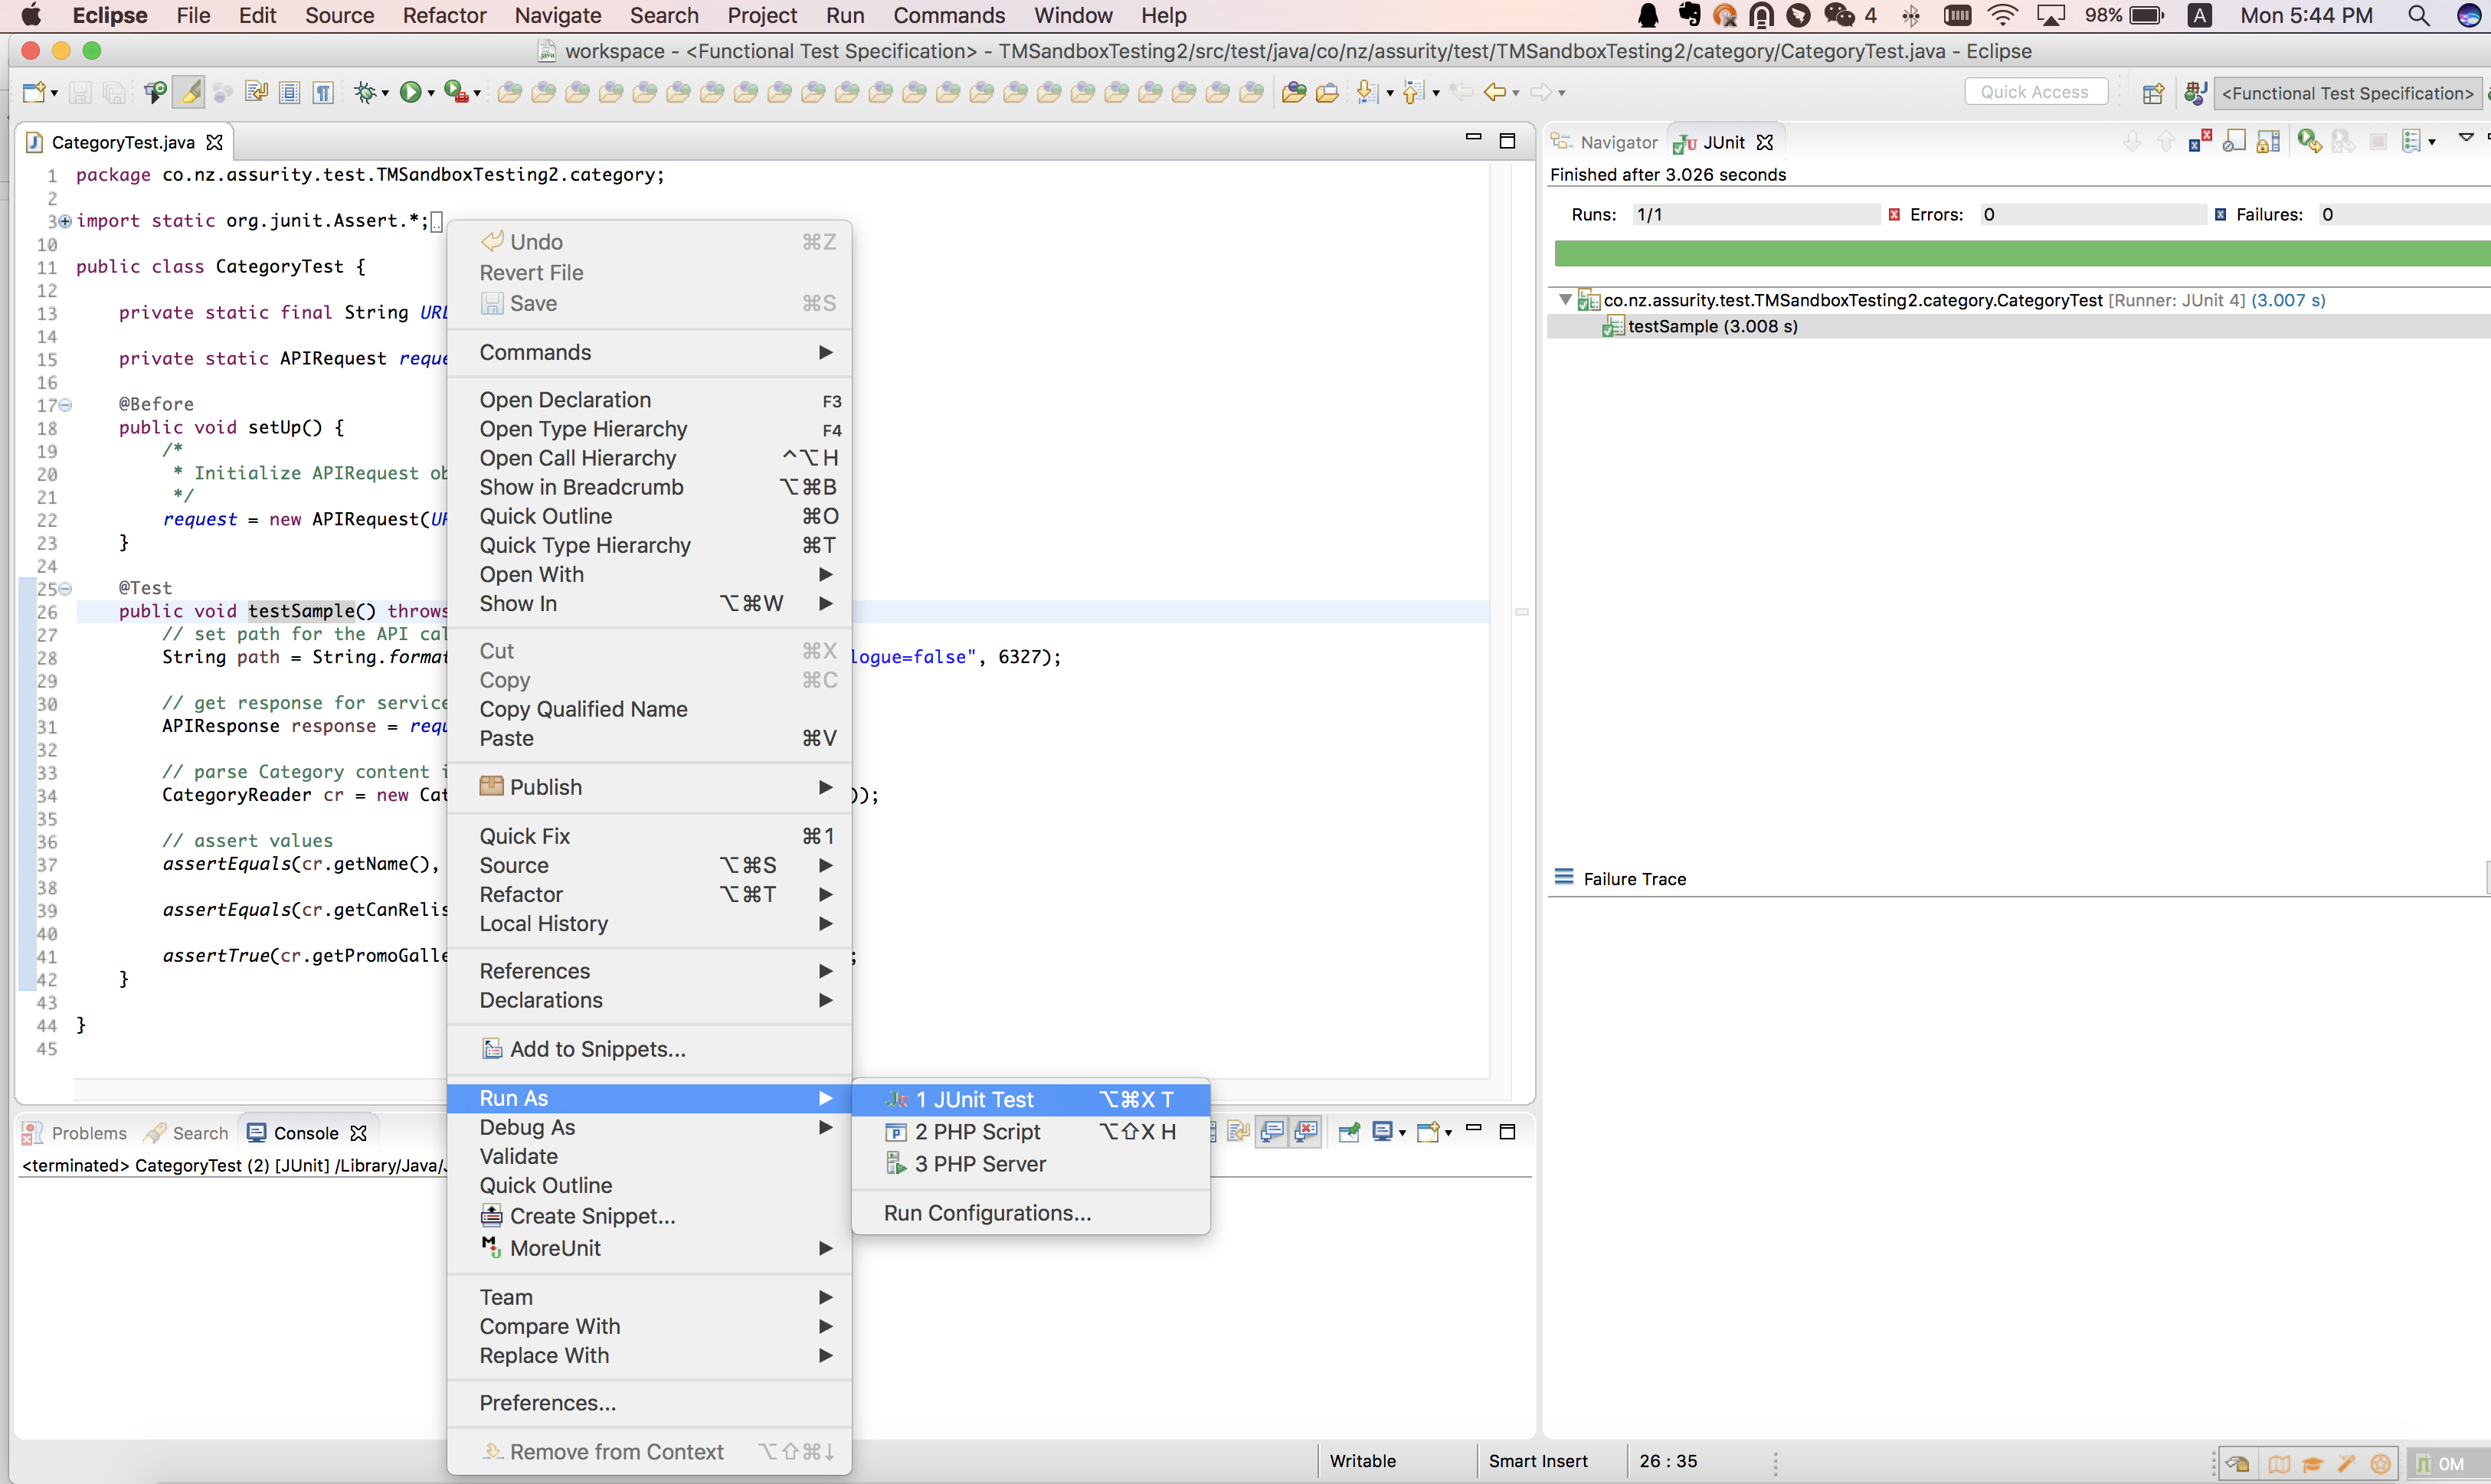 Eclipse File Edit Source Refactor Navigate Search Project Run Commands Window Help 4 98% A Mon 5:44 PM
workspace - <Functional Test Specification> - TMSandboxTesting2/src/test/java/co/nz/assurity/test/TMSandboxTesting2/category/CategoryTest.java - Eclipse
Quick Access <Functional Test Specification>
CategoryTest.java
1 package co.nz.assurity.test.TMSandboxTesting2.category;
2
3 import static org.junit.Assert.*;
10
11 public class CategoryTest {
12
13 private static final String URL
14
15 private static APIRequest reque
16
17 @Before
18 public void setUp() {
19 /*
20 * Initialize APIRequest ob
21 */
22 request = new APIRequest(UR
23 }
24
25 @Test
26 public void testSample() throws
27 // set path for the API cal
28 String path = String.format logue=false", 6327);
29
30 // get response for service
31 APIResponse response = requ
32
33 // parse Category content i
34 CategoryReader cr = new Cat ));
35
36 // assert values
37 assertEquals(cr.getName(),
38
39 assertEquals(cr.getCanRelis
40
41 assertTrue(cr.getPromoGalle ;
42 }
43
44 }
45
Undo ⌘Z
Revert File
Save ⌘S
Commands
Open Declaration F3
Open Type Hierarchy F4
Open Call Hierarchy ^⌥H
Show in Breadcrumb ⌥⌘B
Quick Outline ⌘O
Quick Type Hierarchy ⌘T
Open With
Show In ⌥⌘W
Cut ⌘X
Copy ⌘C
Copy Qualified Name
Paste ⌘V
Publish
Quick Fix ⌘1
Source ⌥⌘S
Refactor ⌥⌘T
Local History
References
Declarations
Add to Snippets...
Run As
Debug As
Validate
Quick Outline
Create Snippet...
MoreUnit
Team
Compare With
Replace With
Preferences...
Remove from Context ⌥⇧⌘↓
1 JUnit Test ⌥⌘X T
2 PHP Script ⌥⇧X H
3 PHP Server
Run Configurations...
Problems Search Console
<terminated> CategoryTest (2) [JUnit] /Library/Java/J
Navigator JUnit
Finished after 3.026 seconds
Runs: 1/1 Errors: 0 Failures: 0
co.nz.assurity.test.TMSandboxTesting2.category.CategoryTest [Runner: JUnit 4] (3.007 s)
testSample (3.008 s)
Failure Trace
Writable Smart Insert 26 : 35 0M